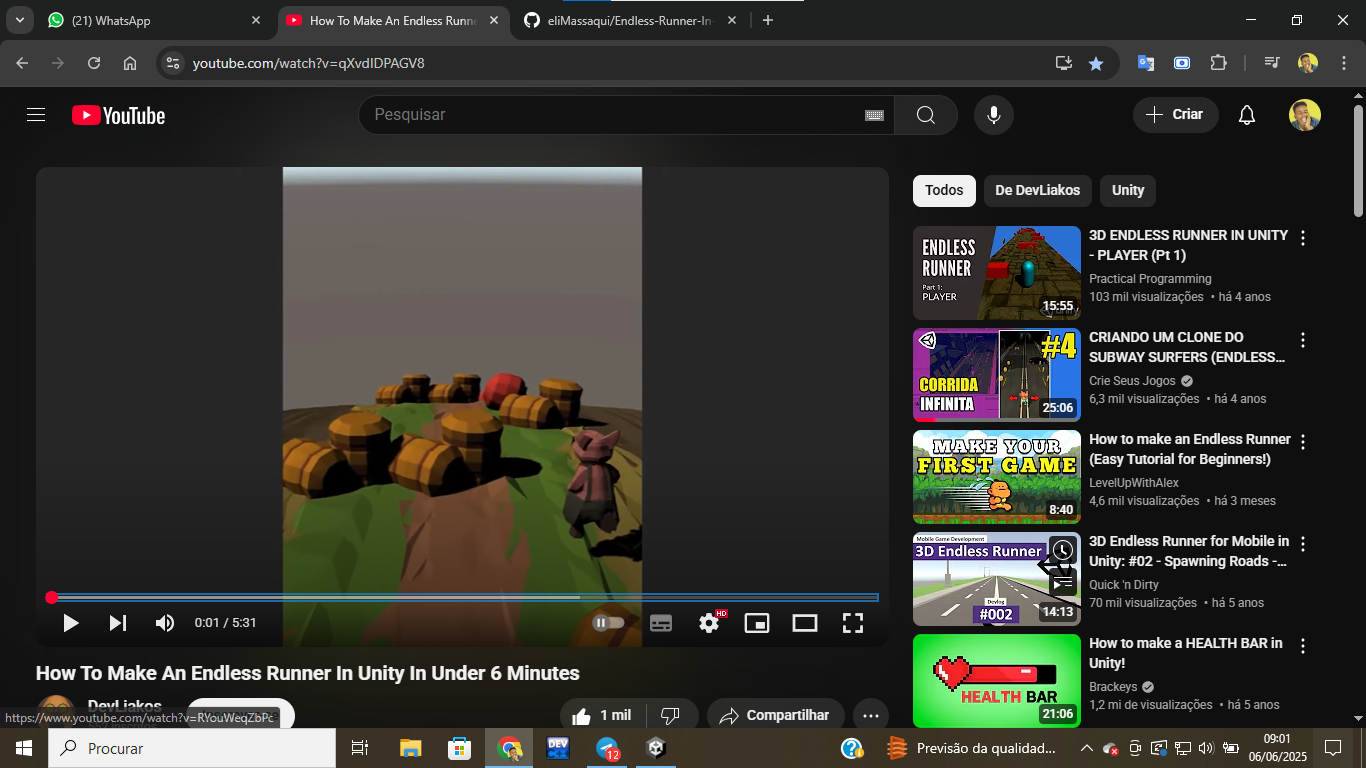 (21) WhatsApp
How To Make An Endless Runne
eliMassaqui/Endless-Runner-In-
youtube.com/watch?v=qXvdIDPAGV8
YouTube
Pesquisar
Criar
Todos
De DevLiakos
Unity
ENDLESS
RUNNER
Part 1:
PLAYER
15:55
3D ENDLESS RUNNER IN UNITY
- PLAYER (Pt 1)
Practical Programming
103 mil visualizações • há 4 anos
#4
CORRIDA
INFINITA
25:06
CRIANDO UM CLONE DO
SUBWAY SURFERS (ENDLESS...
Crie Seus Jogos
6,3 mil visualizações • há 4 anos
MAKE YOUR
FIRST GAME
8:40
How to make an Endless Runner
(Easy Tutorial for Beginners!)
LevelUpWithAlex
4,6 mil visualizações • há 3 meses
Mobile Game Development
3D Endless Runner
Devlog
#002
14:13
3D Endless Runner for Mobile in
Unity: #02 - Spawning Roads -...
Quick 'n Dirty
70 mil visualizações • há 5 anos
HEALTH BAR
21:06
How to make a HEALTH BAR in
Unity!
Brackeys
1,2 mi de visualizações • há 5 anos
0:01 / 5:31
HD
How To Make An Endless Runner In Unity In Under 6 Minutes
DevLiakos
1 mil
Compartilhar
https://www.youtube.com/watch?v=RYouWeqZbPc
Procurar
DEV
12
Previsão da qualidad...
09:01
06/06/2025